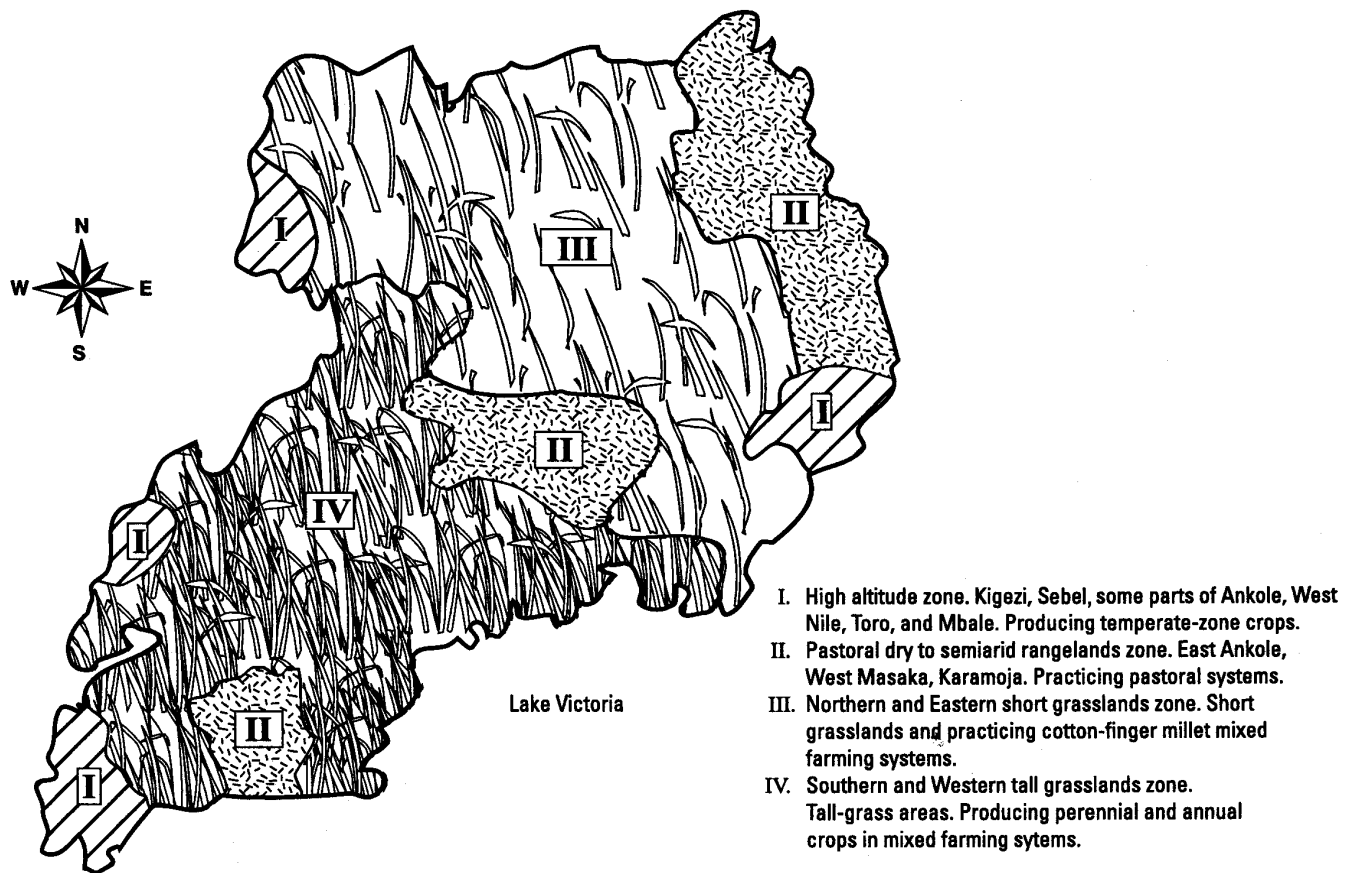 II
I
III
II
N
W E
S
I
II
IV
I
I. High altitude zone. Kigezi, Sebel, some parts of Ankole, West
Nile, Toro, and Mbale. Producing temperate-zone crops.
II. Pastoral dry to semiarid rangelands zone. East Ankole,
West Masaka, Karamoja. Practicing pastoral systems.
III. Northern and Eastern short grasslands zone. Short
grasslands and practicing cotton-finger millet mixed
farming systems.
IV. Southern and Western tall grasslands zone.
Tall-grass areas. Producing perennial and annual
crops in mixed farming sytems.
Lake Victoria
II
I